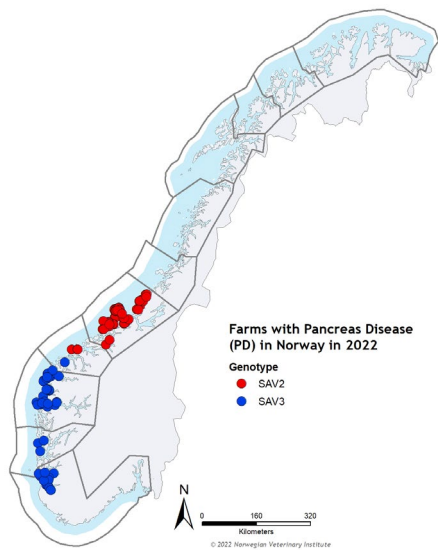 Farms with Pancreas Disease
(PD) in Norway in 2022
Genotype
SAV2
SAV3
N
0 160 320
Kilometers
© 2022 Norwegian Veterinary Institute